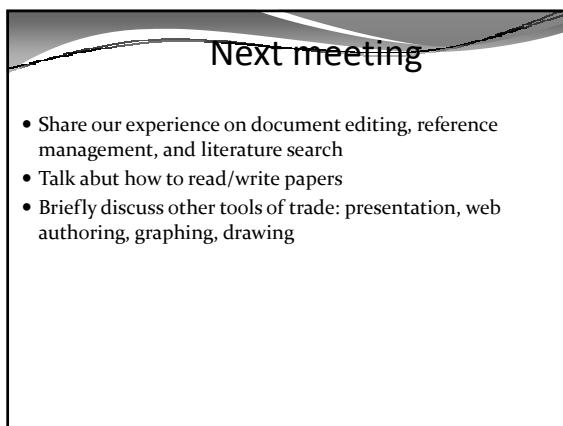 Next meeting
• Share our experience on document editing, reference
management, and literature search
• Talk abut how to read/write papers
• Briefly discuss other tools of trade: presentation, web
authoring, graphing, drawing